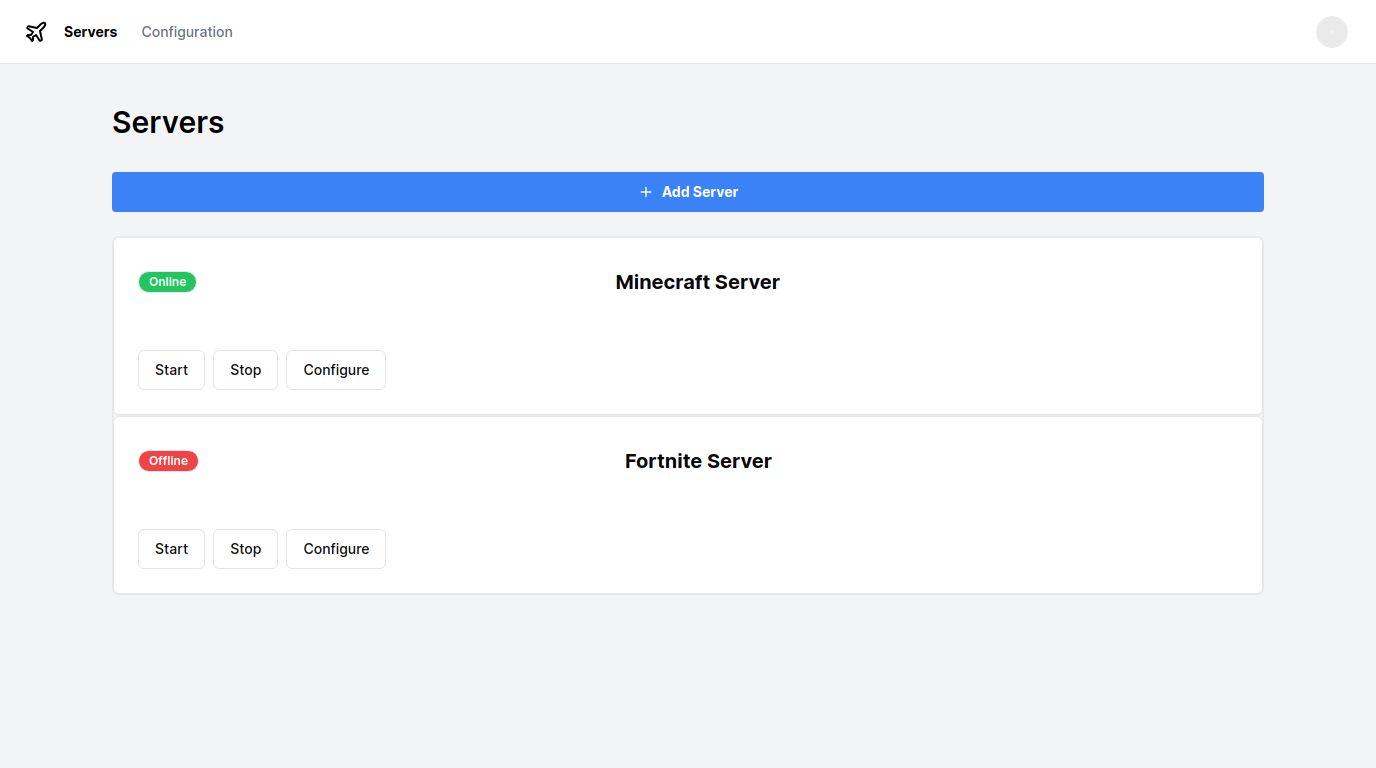 Servers Configuration
Servers
+ Add Server
Online Minecraft Server
Start Stop Configure
Offline Fortnite Server
Start Stop Configure